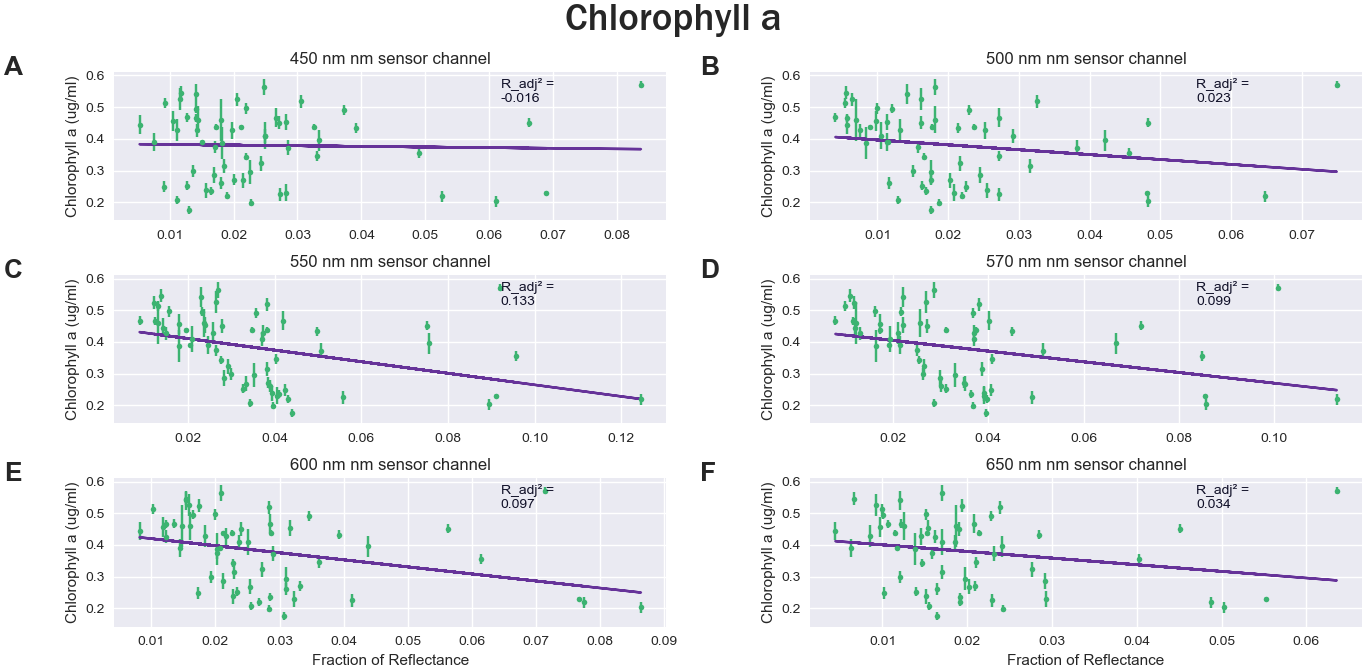 Chlorophyll a
A
450 nm nm sensor channel
Chlorophyll a (ug/ml)
0.6
0.5
0.4
0.3
0.2
R_adj² =
-0.016
0.01 0.02 0.03 0.04 0.05 0.06 0.07 0.08
B
500 nm nm sensor channel
Chlorophyll a (ug/ml)
0.6
0.5
0.4
0.3
0.2
R_adj² =
0.023
0.01 0.02 0.03 0.04 0.05 0.06 0.07
C
550 nm nm sensor channel
Chlorophyll a (ug/ml)
0.6
0.5
0.4
0.3
0.2
R_adj² =
0.133
0.02 0.04 0.06 0.08 0.10 0.12
D
570 nm nm sensor channel
Chlorophyll a (ug/ml)
0.6
0.5
0.4
0.3
0.2
R_adj² =
0.099
0.02 0.04 0.06 0.08 0.10
E
600 nm nm sensor channel
Chlorophyll a (ug/ml)
0.6
0.5
0.4
0.3
0.2
R_adj² =
0.097
0.01 0.02 0.03 0.04 0.05 0.06 0.07 0.08 0.09
Fraction of Reflectance
F
650 nm nm sensor channel
Chlorophyll a (ug/ml)
0.6
0.5
0.4
0.3
0.2
R_adj² =
0.034
0.01 0.02 0.03 0.04 0.05 0.06
Fraction of Reflectance